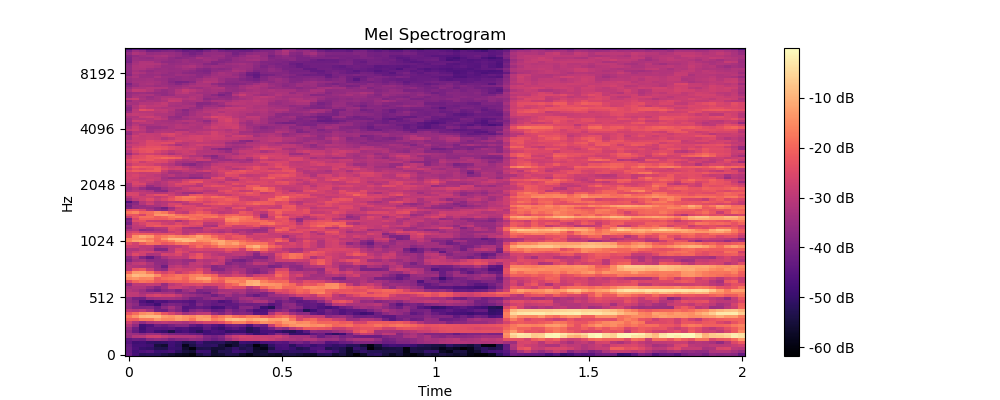 Mel Spectrogram
8192
4096
2048
1024
512
0
Hz
0
0.5
1
1.5
2
Time
-10 dB
-20 dB
-30 dB
-40 dB
-50 dB
-60 dB